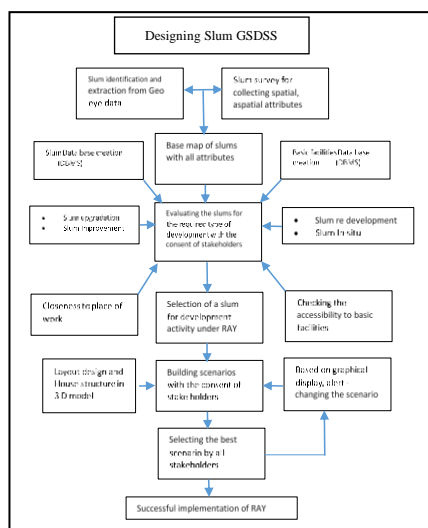 Designing Slum GSDSS
Slum identification and
extraction from Geo
eye data
Slum survey for
collecting spatial,
aspatial attributes
Base map of slums
with all attributes
Slum Data base creation
(DBMS)
Basic facilities Data base
creation (DBMS)
Slum upgradation
Slum Improvement
Evaluating the slums for
the required type of
development with the
consent of stakeholders
Slum re development
Slum In situ
Closeness to place of
work
Selection of a slum for
development activity under RAY
Checking the
accessibility to basic
facilities
Layout design and
House structure in
3 D model
Building scenarios
with the consent of
stake holders
Based on graphical
display, alert -
changing the scenario
Selecting the best
scenario by all
stakeholders
Successful implementation of RAY